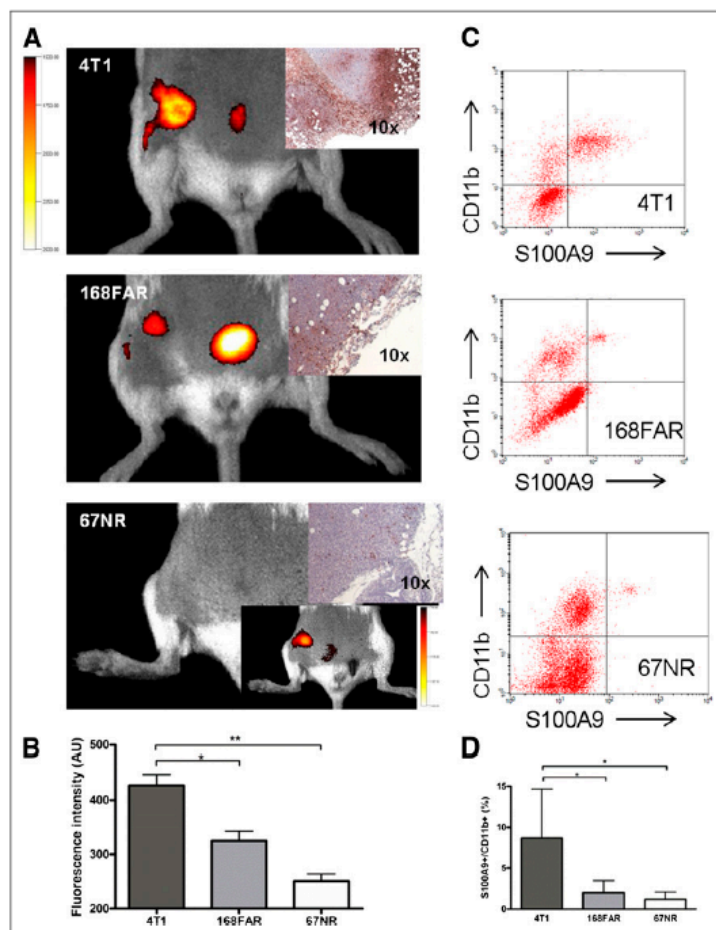 A
4T1
10x
168FAR
10x
67NR
10x
B
Fluorescence intensity (AU)
500
400
300
200
*
**
4T1
168FAR
67NR
C
CD11b
4T1
S100A9
CD11b
168FAR
S100A9
CD11b
67NR
S100A9
D
S100A9+/CD11b+ (%)
15
10
5
0
*
*
4T1
168FAR
67NR